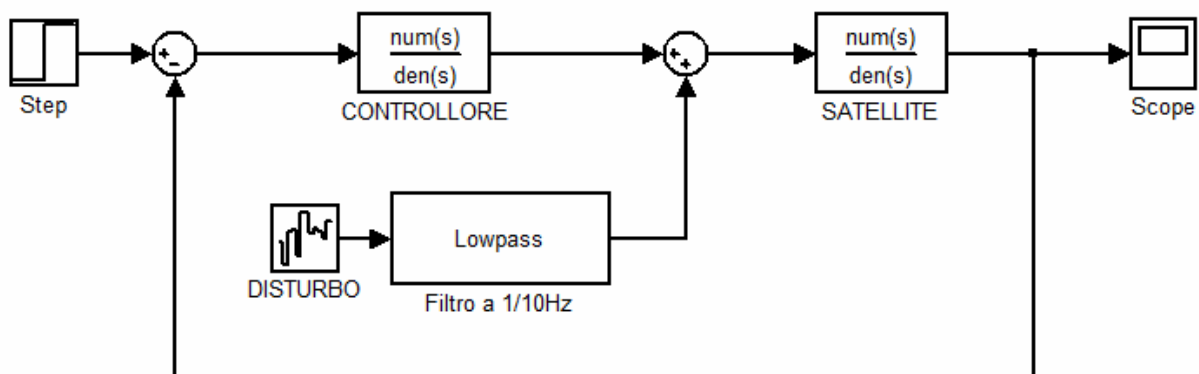 Step
+
-
num(s)
den(s)
CONTROLLORE
+
+
num(s)
den(s)
SATELLITE
Scope
DISTURBO
Lowpass
Filtro a 1/10Hz